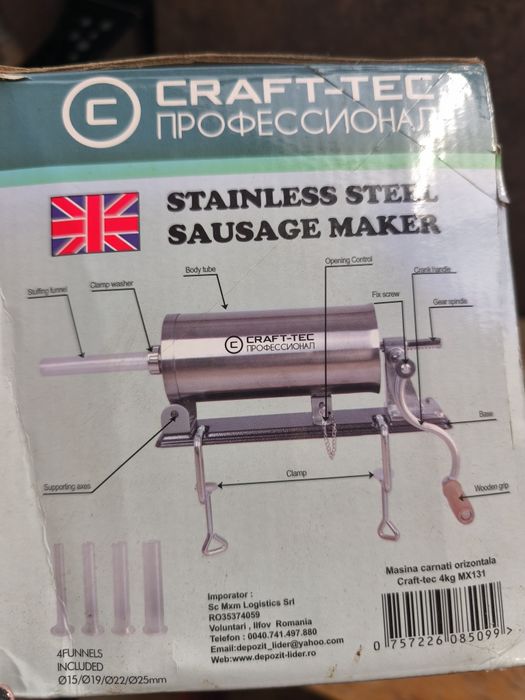 C CRAFT-TEC
ПРОФЕССИОНАЛ
STAINLESS STEEL
SAUSAGE MAKER
Opening Control
Body tube
Crank handle
Clamp washer
Stuffing funnel
Fix screw
Gear spindle
C CRAFT-TEC
ПРОФЕССИОНАЛ
Base
Clamp
Supporting axes
Wooden grip
Masina carnati orizontala
Craft-tec 4kg MX131
Imporator :
Sc Mxm Logistics Srl
RO35374059
Voluntari , Ilfov Romania
Telefon : 0040.741.497.880
Email:depozit_lider@yahoo.com
Web:www.depozit-lider.ro
0 757226 085099 >
4FUNNELS
INCLUDED
Ø15/Ø19/Ø22/Ø25mm